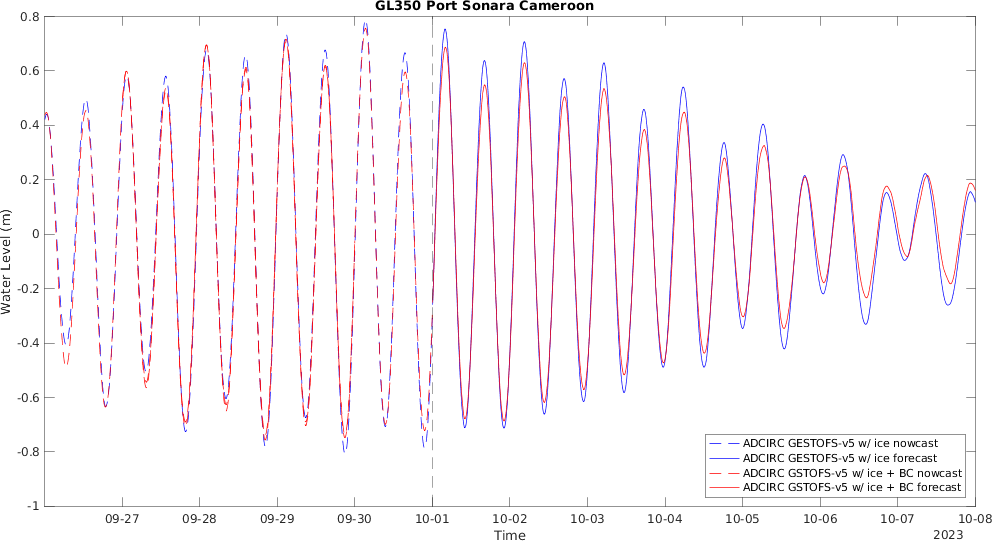 GL350 Port Sonara Cameroon
0.8
0.6
0.4
0.2
0
-0.2
-0.4
-0.6
-0.8
-1
Water Level (m)
09-27 09-28 09-29 09-30 10-01 10-02 10-03 10-04 10-05 10-06 10-07 10-08
Time
2023
ADCIRC GESTOFS-v5 w/ ice nowcast
ADCIRC GESTOFS-v5 w/ ice forecast
ADCIRC GSTOFS-v5 w/ ice + BC nowcast
ADCIRC GSTOFS-v5 w/ ice + BC forecast